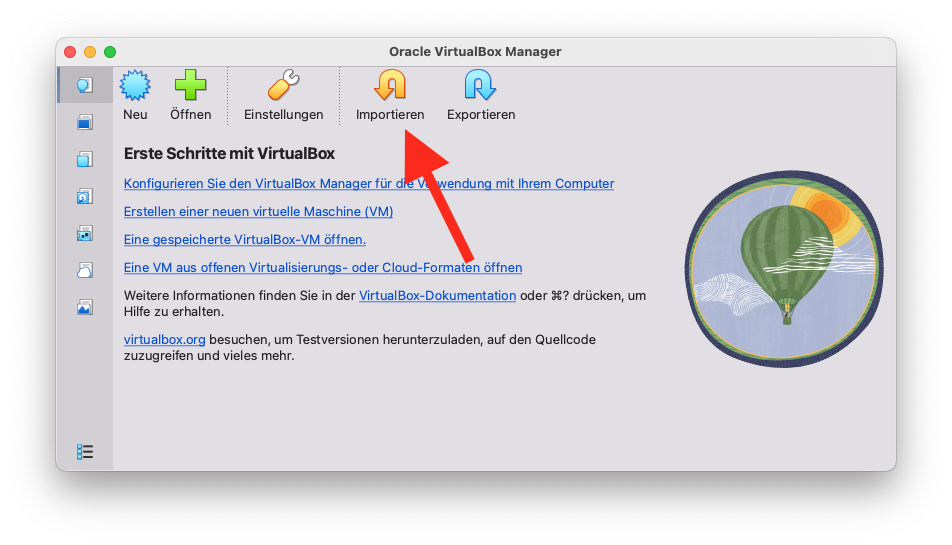 Oracle VirtualBox Manager
Neu
Öffnen
Einstellungen
Importieren
Exportieren
Erste Schritte mit VirtualBox
Konfigurieren Sie den VirtualBox Manager für die Verwendung mit Ihrem Computer
Erstellen einer neuen virtuelle Maschine (VM)
Eine gespeicherte VirtualBox-VM öffnen.
Eine VM aus offenen Virtualisierungs- oder Cloud-Formaten öffnen
Weitere Informationen finden Sie in der VirtualBox-Dokumentation oder ⌘? drücken, um
Hilfe zu erhalten.
virtualbox.org besuchen, um Testversionen herunterzuladen, auf den Quellcode
zuzugreifen und vieles mehr.